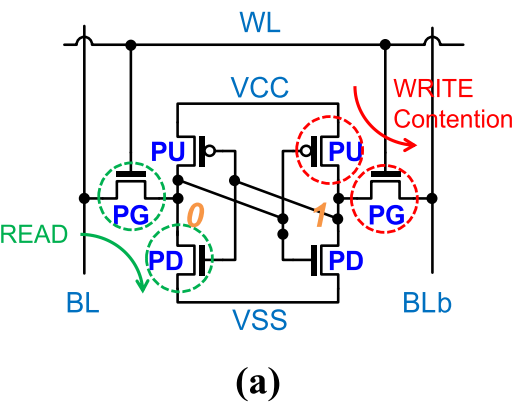 WL
VCC
WRITE
Contention
PU
PU
PG
0
1
PG
READ
PD
PD
BL
VSS
BLb
(a)